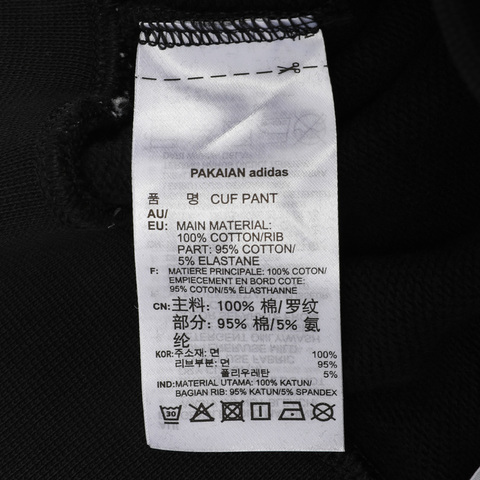 PAKAIAN adidas
품 명 CUF PANT
AU/
EU: MAIN MATERIAL:
100% COTTON/RIB
PART: 95% COTTON/
5% ELASTANE
F: MATIERE PRINCIPALE: 100% COTON/
EMPIECEMENT EN BORD COTE:
95% COTON/5% ÉLASTHANNE
CN: 主料: 100% 棉/罗纹
部分: 95% 棉/5% 氨
纶
KOR: 주소재: 면 100%
리브부분: 면 95%
폴리우레탄 5%
IND: MATERIAL UTAMA: 100% KATUN/
BAGIAN RIB: 95% KATUN/5% SPANDEX
30